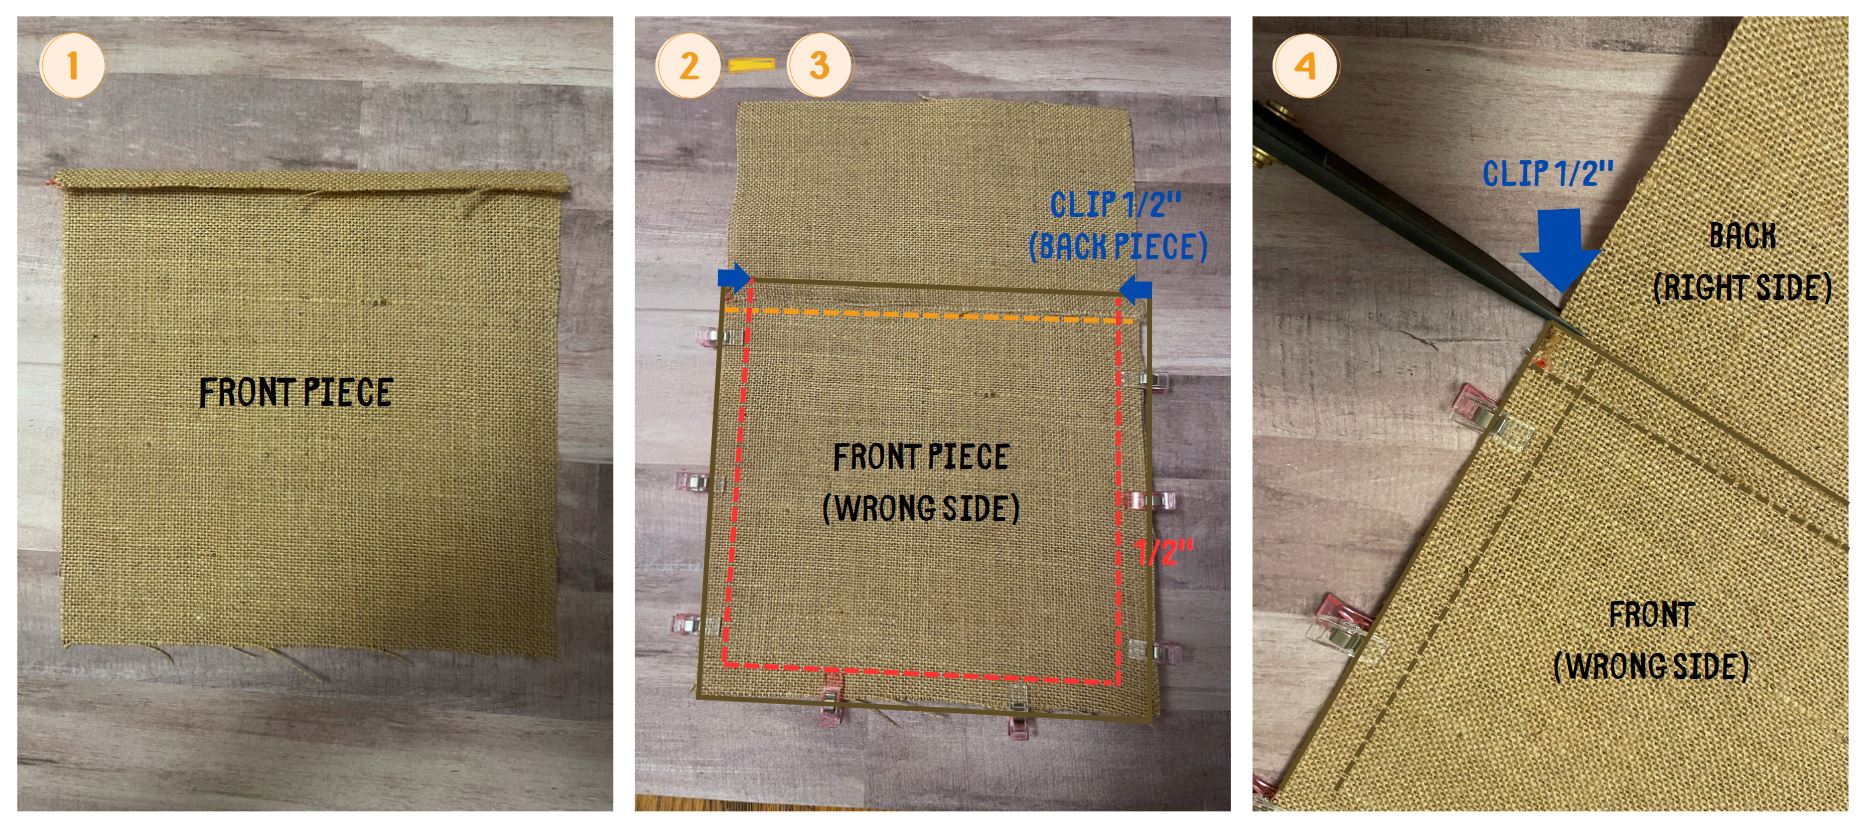 1
FRONT PIECE
2 - 3
CLIP 1/2"
(BACK PIECE)
FRONT PIECE
(WRONG SIDE)
1/2"
4
CLIP 1/2"
BACK
(RIGHT SIDE)
FRONT
(WRONG SIDE)